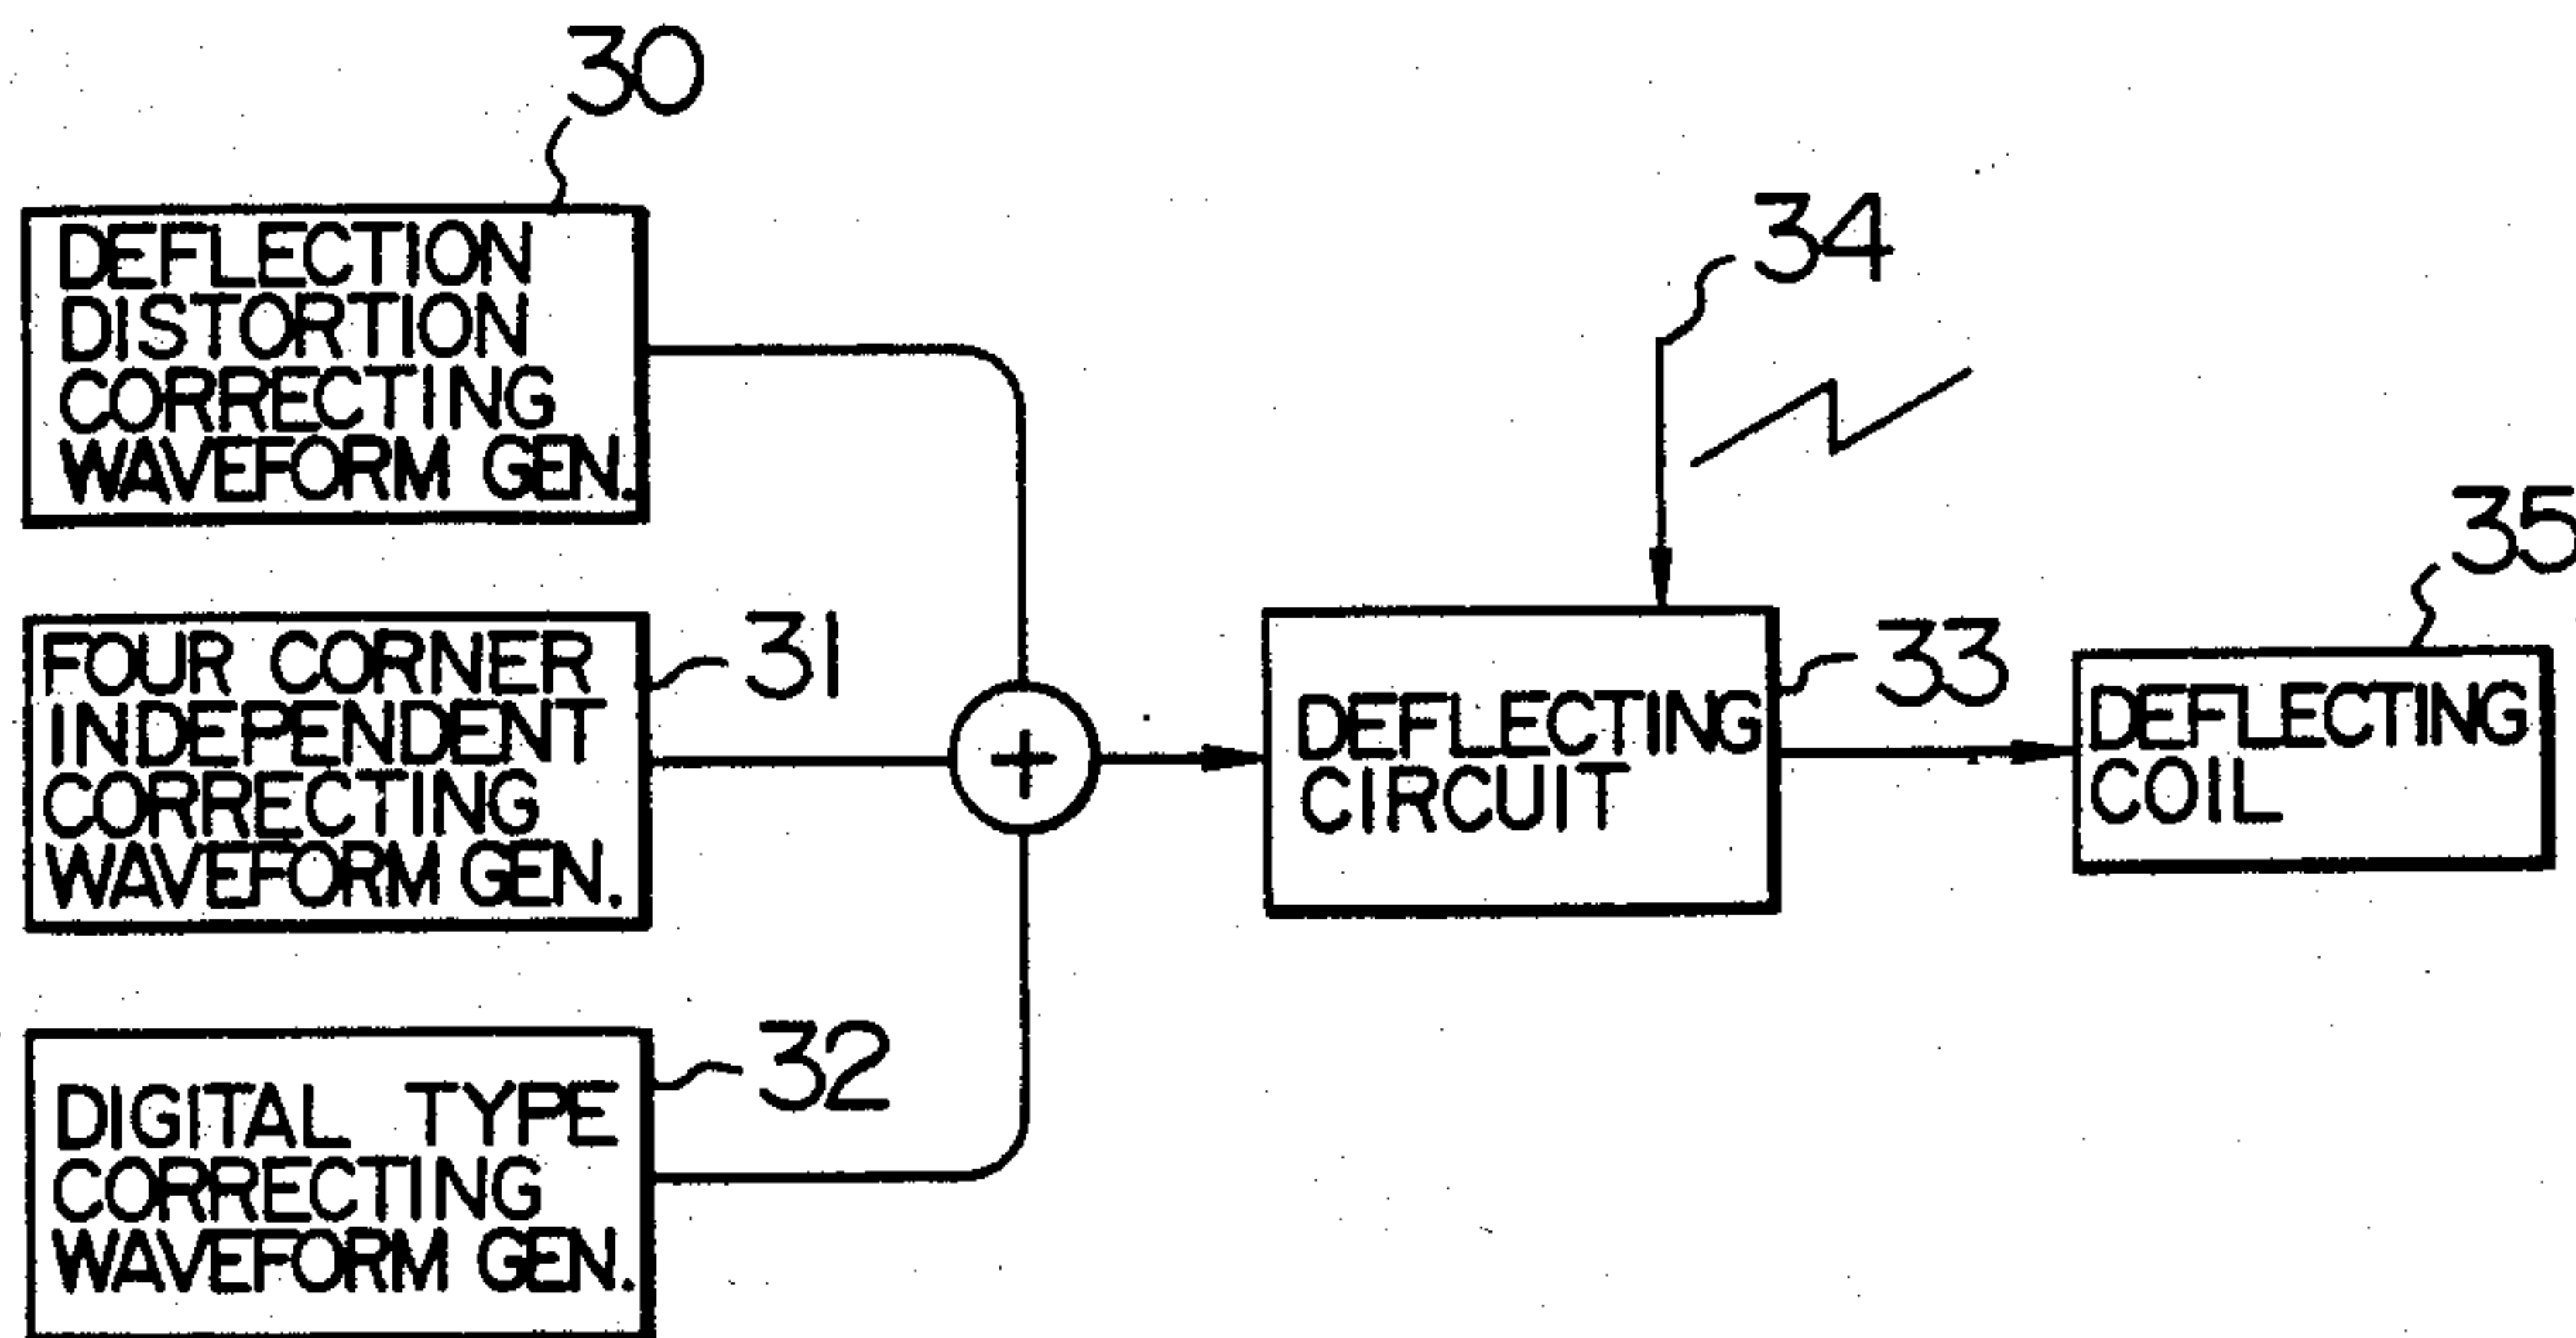 30
DEFLECTION
DISTORTION
CORRECTING
WAVEFORM GEN.
34
35
FOUR CORNER
INDEPENDENT
CORRECTING
WAVEFORM GEN.
31
+
DEFLECTING
CIRCUIT
33
DEFLECTING
COIL
32
DIGITAL TYPE
CORRECTING
WAVEFORM GEN.